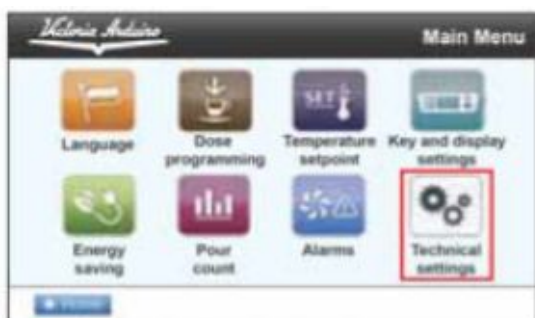 Victoria Arduino
Main Menu
SET
Language
Dose
programming
Temperature
setpoint
Key and display
settings
Energy
saving
Pour
count
Alarms
Technical
settings